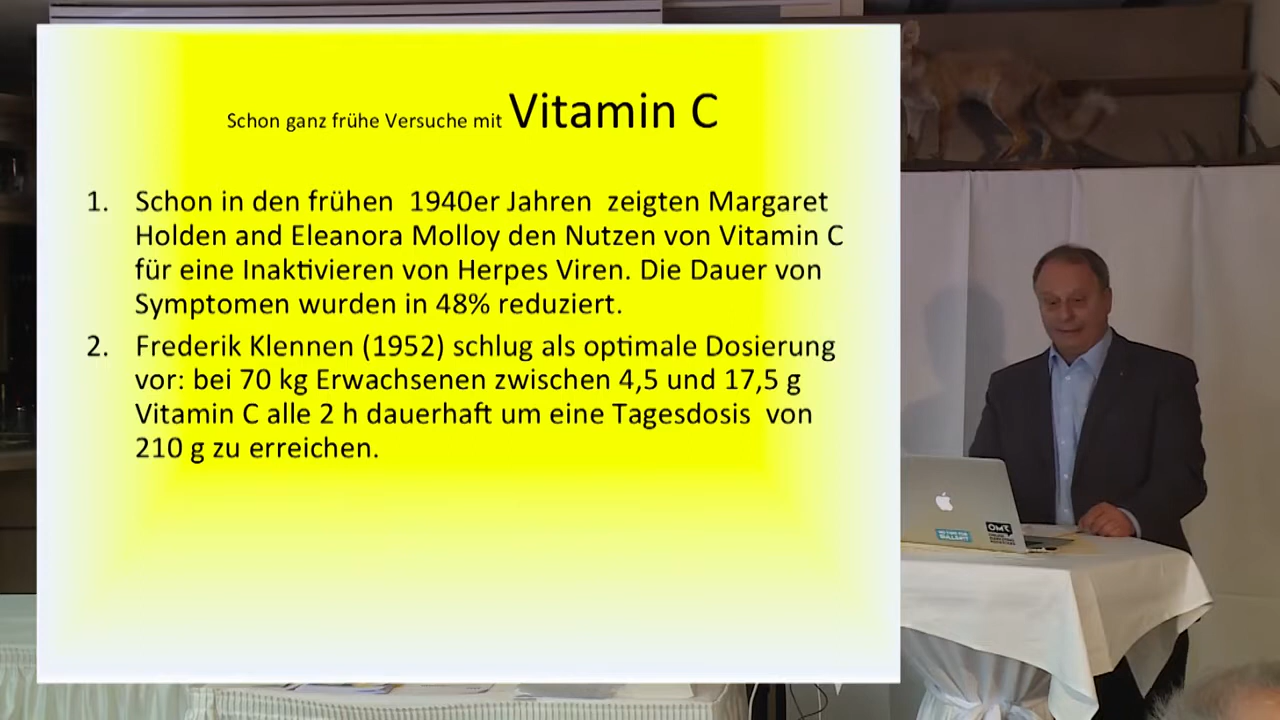 Schon ganz frühe Versuche mit Vitamin C
1. Schon in den frühen 1940er Jahren zeigten Margaret
Holden and Eleanora Molloy den Nutzen von Vitamin C
für eine Inaktivieren von Herpes Viren. Die Dauer von
Symptomen wurden in 48% reduziert.
2. Frederik Klennen (1952) schlug als optimale Dosierung
vor: bei 70 kg Erwachsenen zwischen 4,5 und 17,5 g
Vitamin C alle 2 h dauerhaft um eine Tagesdosis von
210 g zu erreichen.
OMR